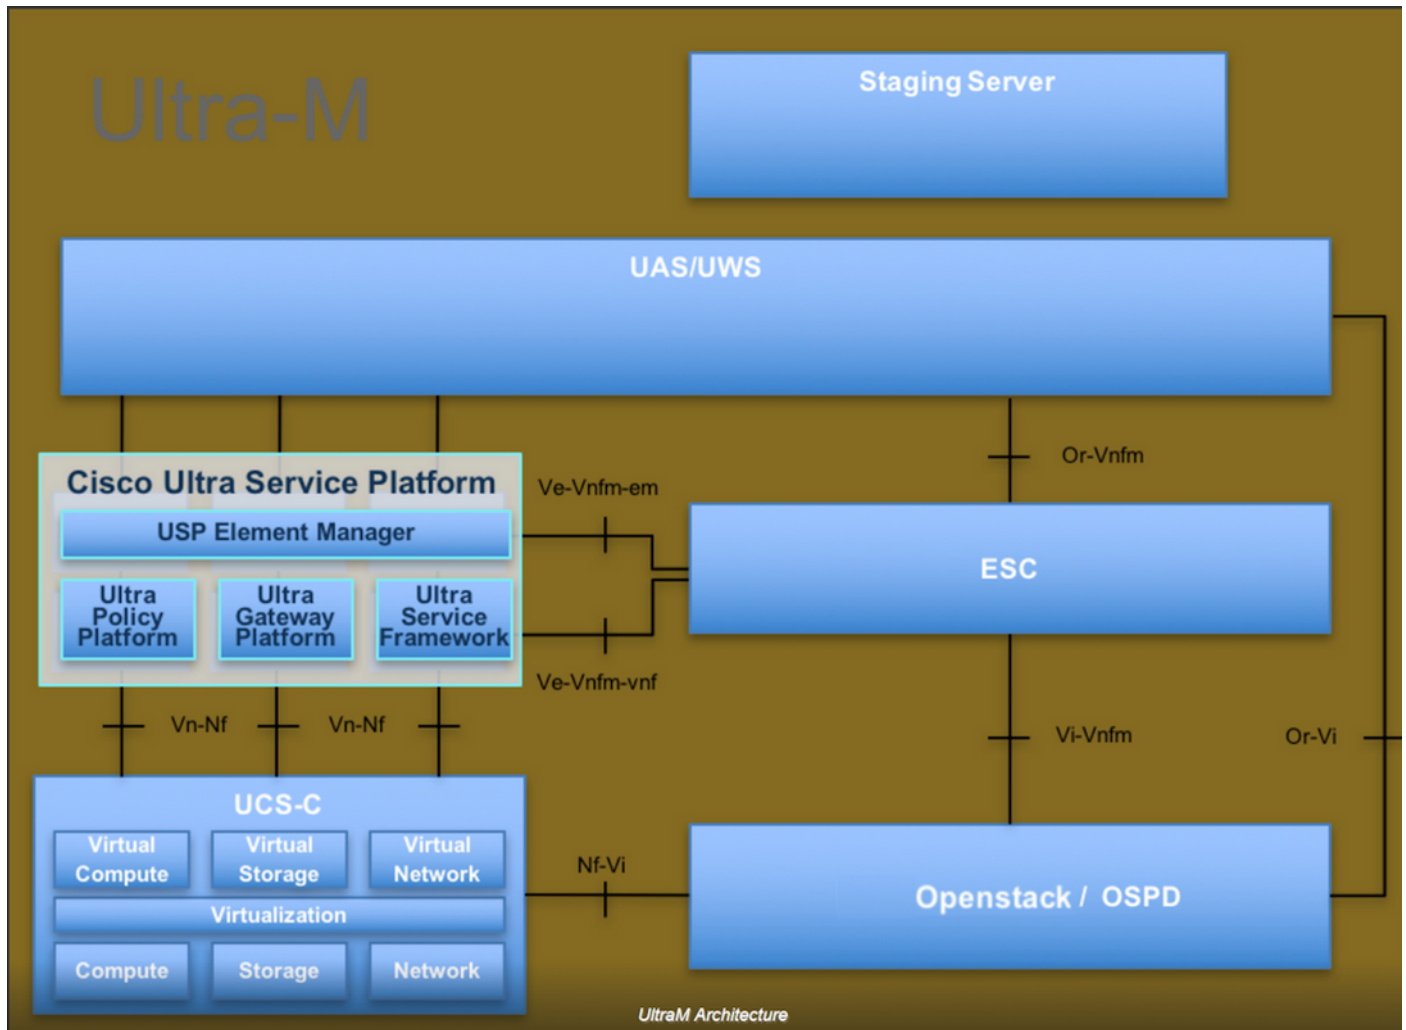 Ultra-M
Staging Server
UAS/UWS
Or-Vnfm
Cisco Ultra Service Platform
Ve-Vnfm-em
USP Element Manager
ESC
Ultra
Policy
Platform
Ultra
Gateway
Platform
Ultra
Service
Framework
Ve-Vnfm-vnf
Vn-Nf
Vn-Nf
Vi-Vnfm
Or-Vi
UCS-C
Virtual
Compute
Virtual
Storage
Virtual
Network
Nf-Vi
Openstack / OSPD
Virtualization
Compute
Storage
Network
UltraM Architecture